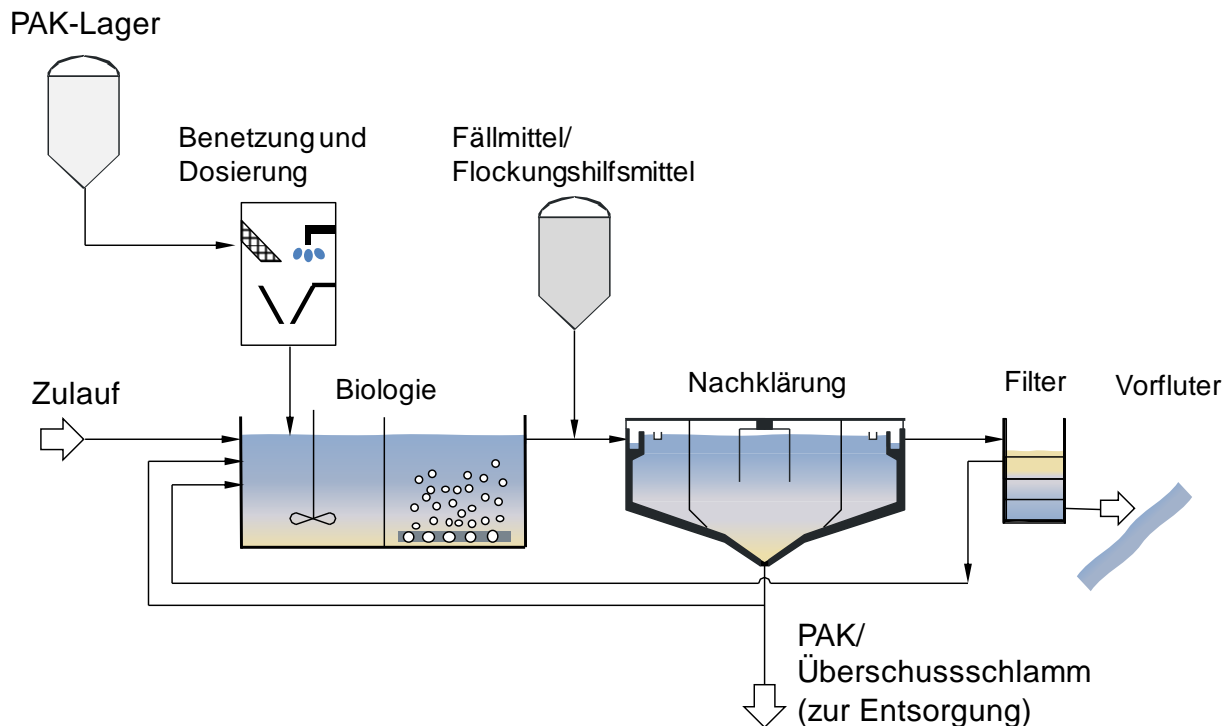 PAK-Lager
Benetzung und
Dosierung
Fällmittel/
Flockungshilfsmittel
Zulauf
Biologie
Nachklärung
Filter
Vorfluter
PAK/
Überschussschlamm
(zur Entsorgung)